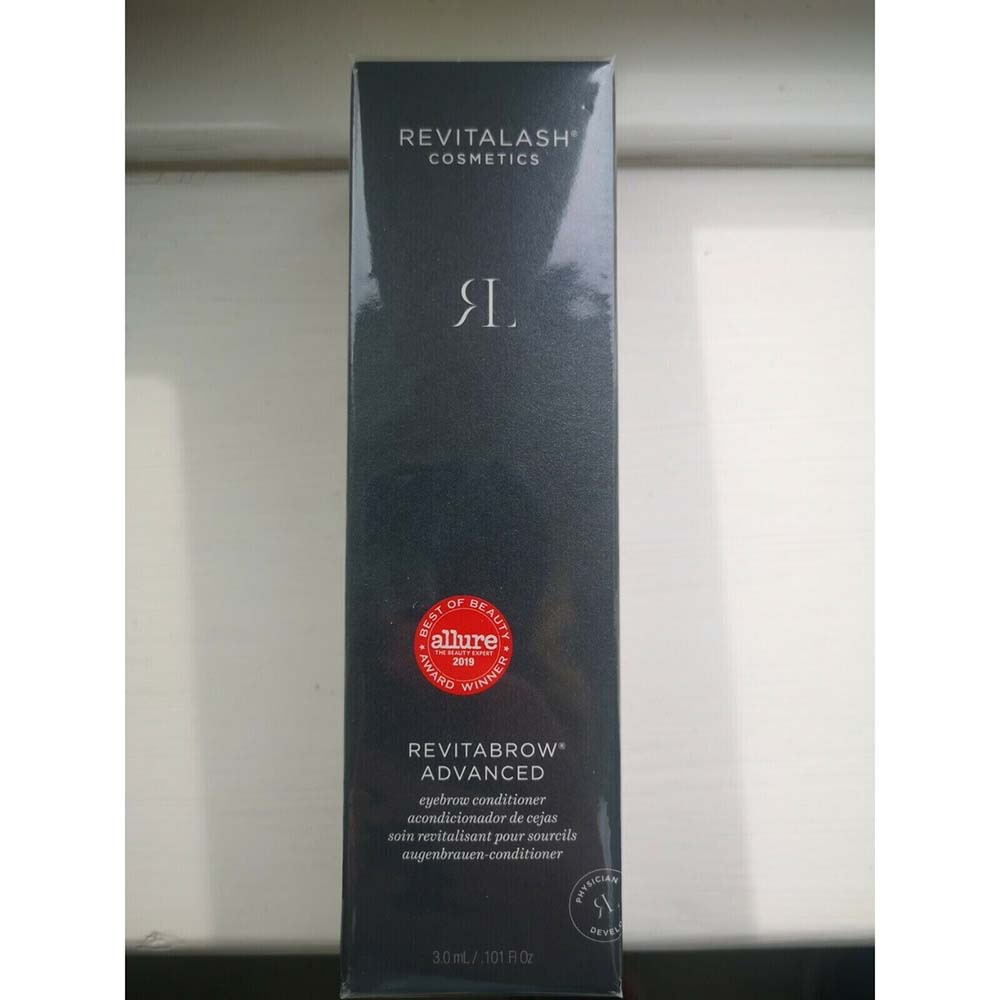 REVITALASH®
COSMETICS
RL
BEST OF BEAUTY
allure
THE BEAUTY EXPERT
2019
AWARD WINNER
REVITABROW®
ADVANCED
eyebrow conditioner
acondicionador de cejas
soin revitalisant pour sourcils
augenbrauen-conditioner
PHYSICIAN
RL
DEVELO
3.0 mL / .101 Fl Oz